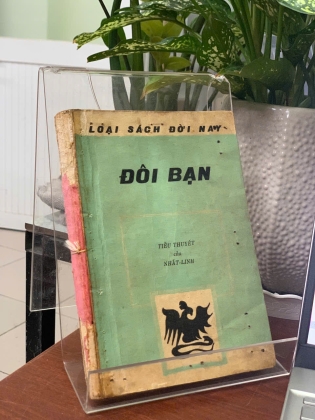 LOẠI SÁCH ĐỜI NAY
ĐÔI BẠN
TIỂU THUYẾT
của
NHẤT-LINH